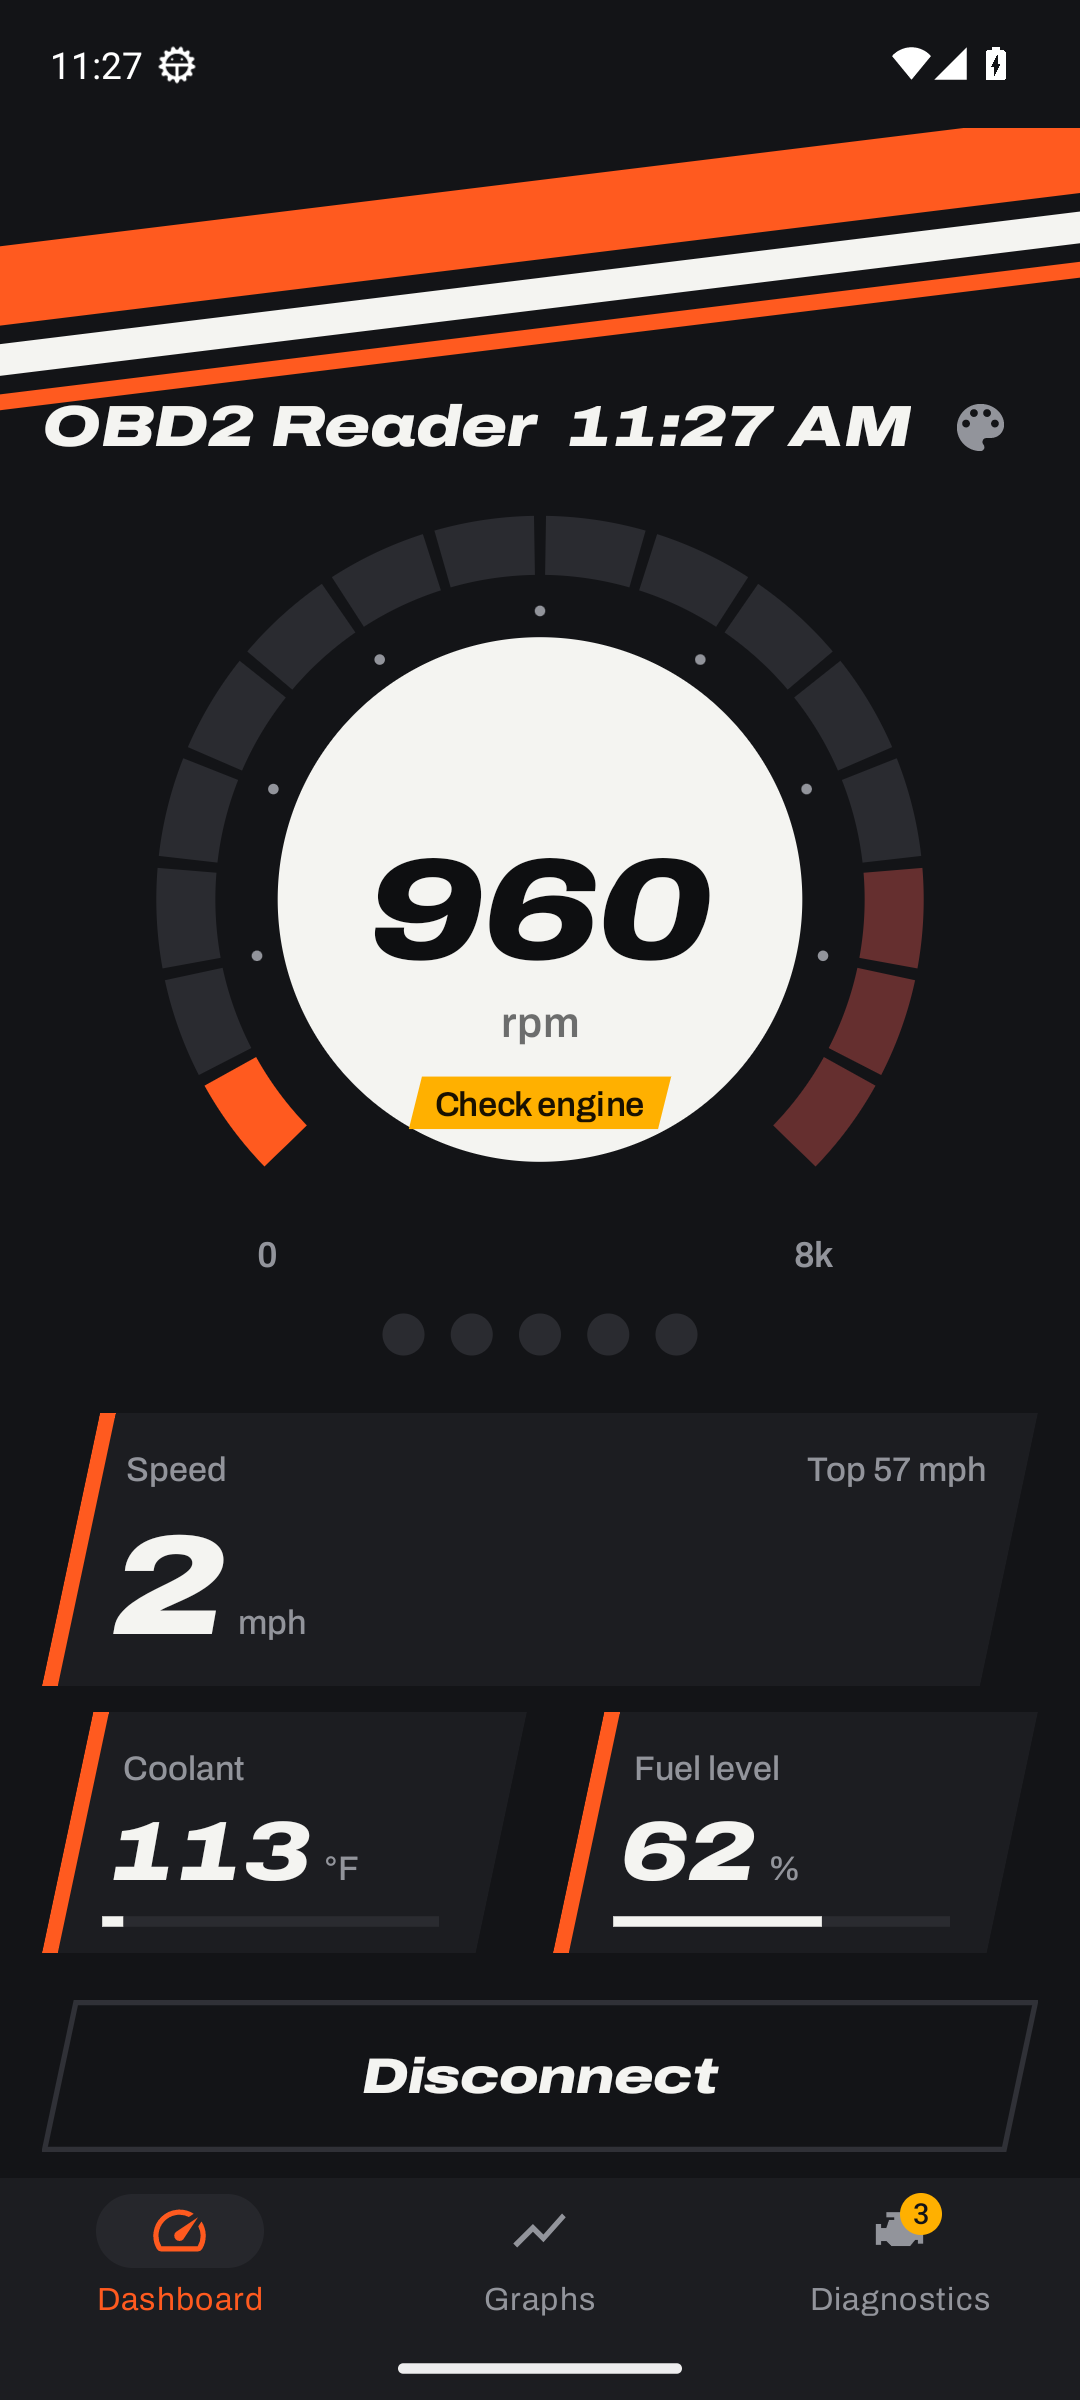 11:27
OBD2 Reader 11:27 AM
960
rpm
Check engine
0 8k
Speed Top 57 mph
2 mph
Coolant Fuel level
113 °F 62 %
Disconnect
3
Dashboard Graphs Diagnostics